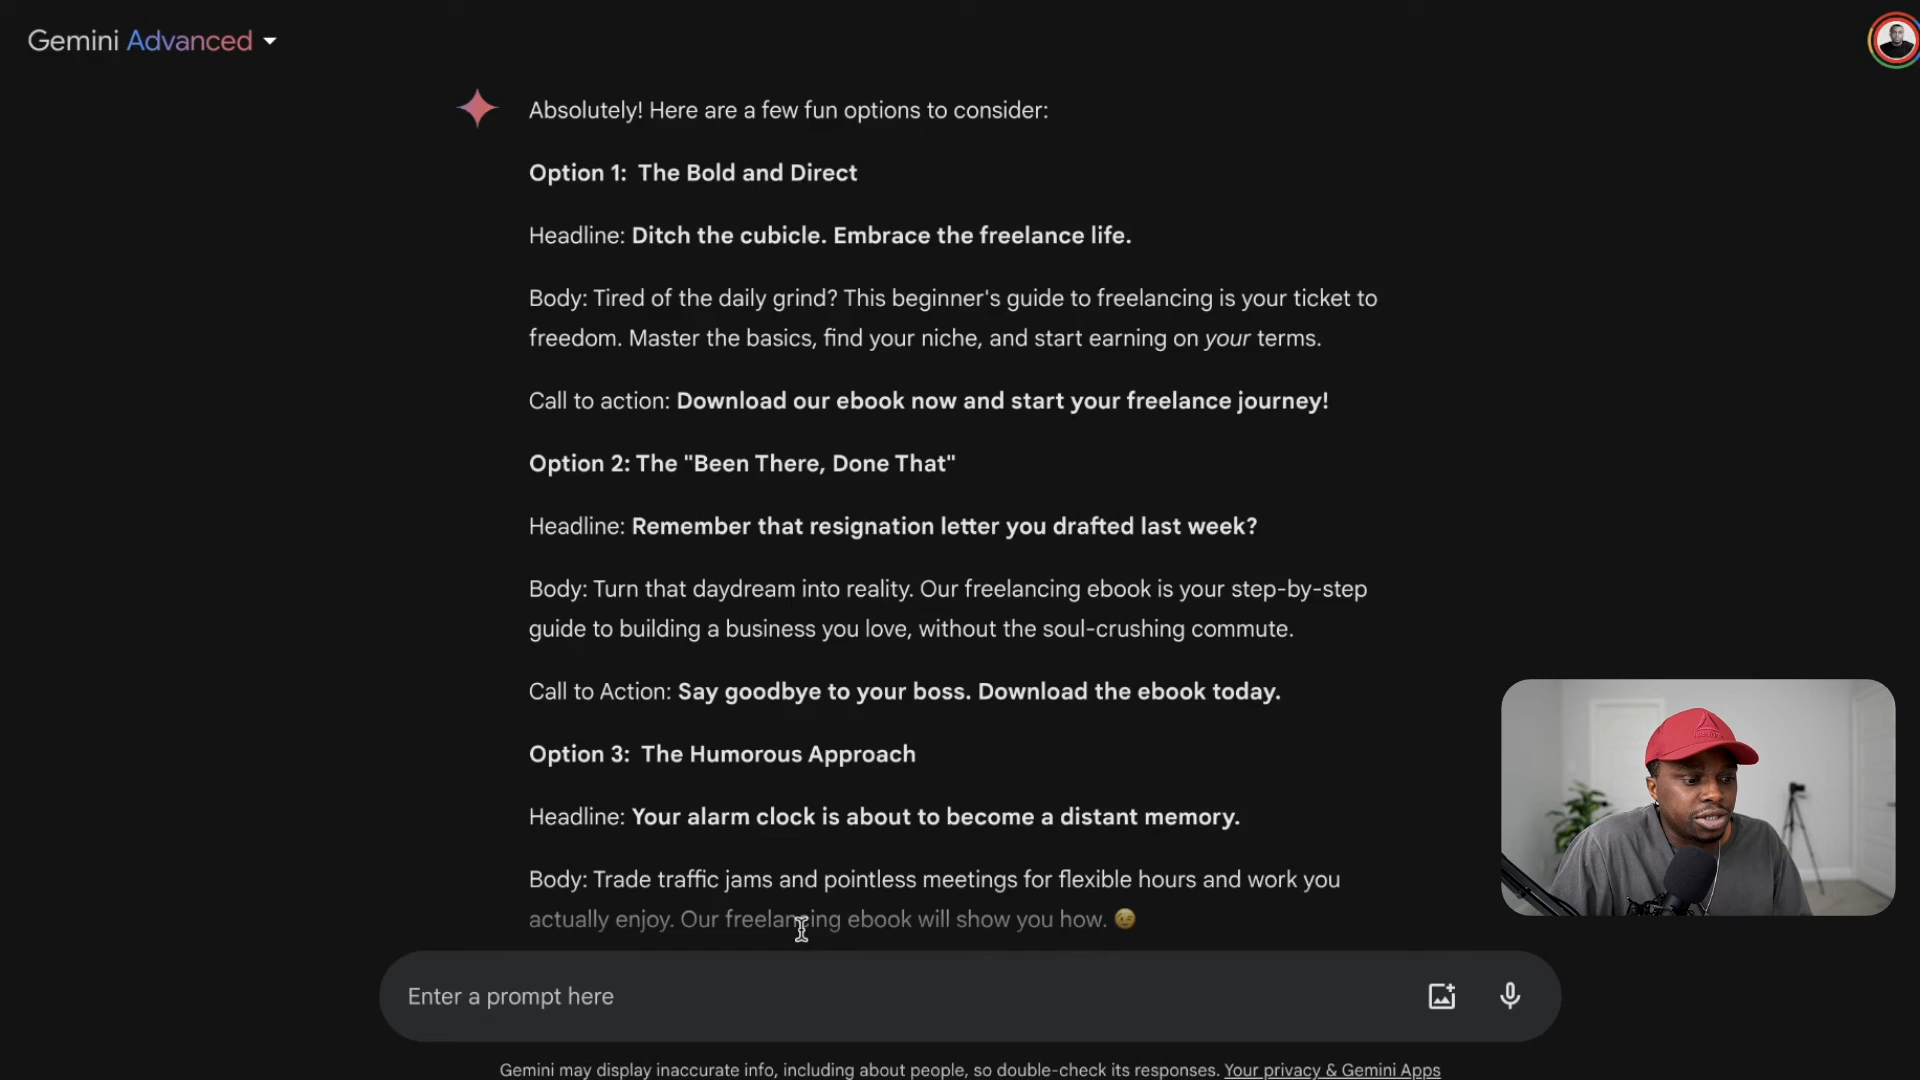 Gemini Advanced
Absolutely! Here are a few fun options to consider:
Option 1: The Bold and Direct
Headline: Ditch the cubicle. Embrace the freelance life.
Body: Tired of the daily grind? This beginner's guide to freelancing is your ticket to
freedom. Master the basics, find your niche, and start earning on your terms.
Call to action: Download our ebook now and start your freelance journey!
Option 2: The "Been There, Done That"
Headline: Remember that resignation letter you drafted last week?
Body: Turn that daydream into reality. Our freelancing ebook is your step-by-step
guide to building a business you love, without the soul-crushing commute.
Call to Action: Say goodbye to your boss. Download the ebook today.
Option 3: The Humorous Approach
Headline: Your alarm clock is about to become a distant memory.
Body: Trade traffic jams and pointless meetings for flexible hours and work you
actually enjoy. Our freelancing ebook will show you how. 😉
Enter a prompt here
Gemini may display inaccurate info, including about people, so double-check its responses. Your privacy & Gemini Apps